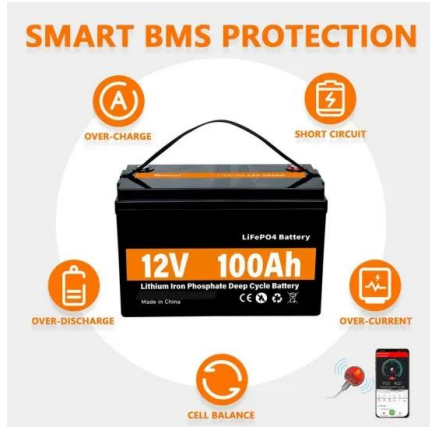 SMART BMS PROTECTION
A
OVER-CHARGE
SHORT CIRCUIT
LiFePO4 Battery
12V 100Ah
Lithium Iron Phosphate Deep Cycle Battery
Made in China
CE
OVER-DISCHARGE
OVER-CURRENT
CELL BALANCE